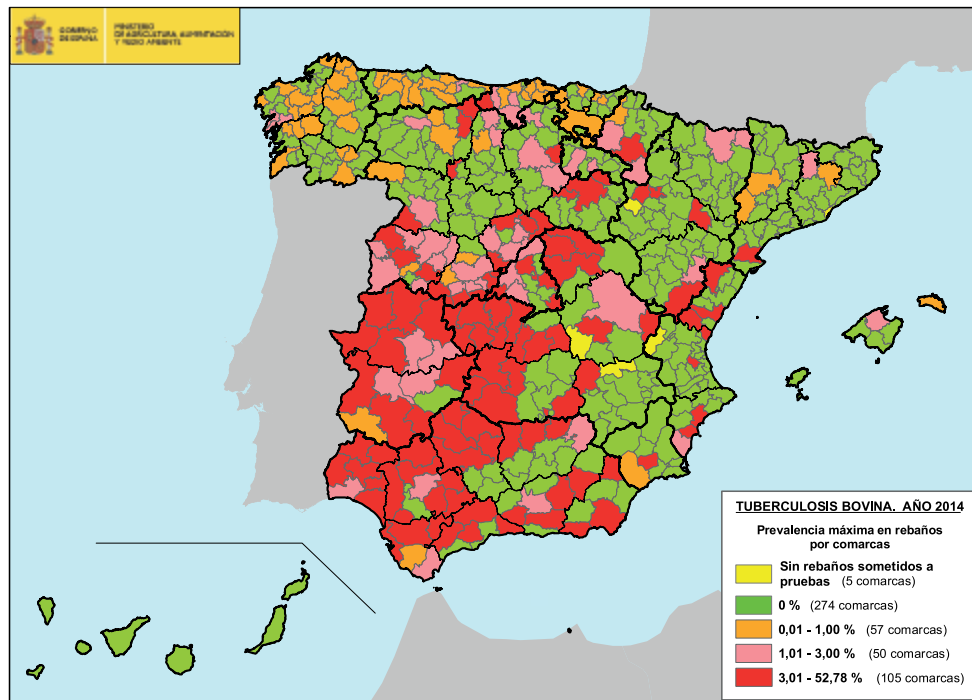 GOBIERNO
DE ESPAÑA
MINISTERIO
DE AGRICULTURA, ALIMENTACIÓN
Y MEDIO AMBIENTE
TUBERCULOSIS BOVINA. AÑO 2014
Prevalencia máxima en rebaños
por comarcas
Sin rebaños sometidos a
pruebas (5 comarcas)
0 % (274 comarcas)
0,01 - 1,00 % (57 comarcas)
1,01 - 3,00 % (50 comarcas)
3,01 - 52,78 % (105 comarcas)